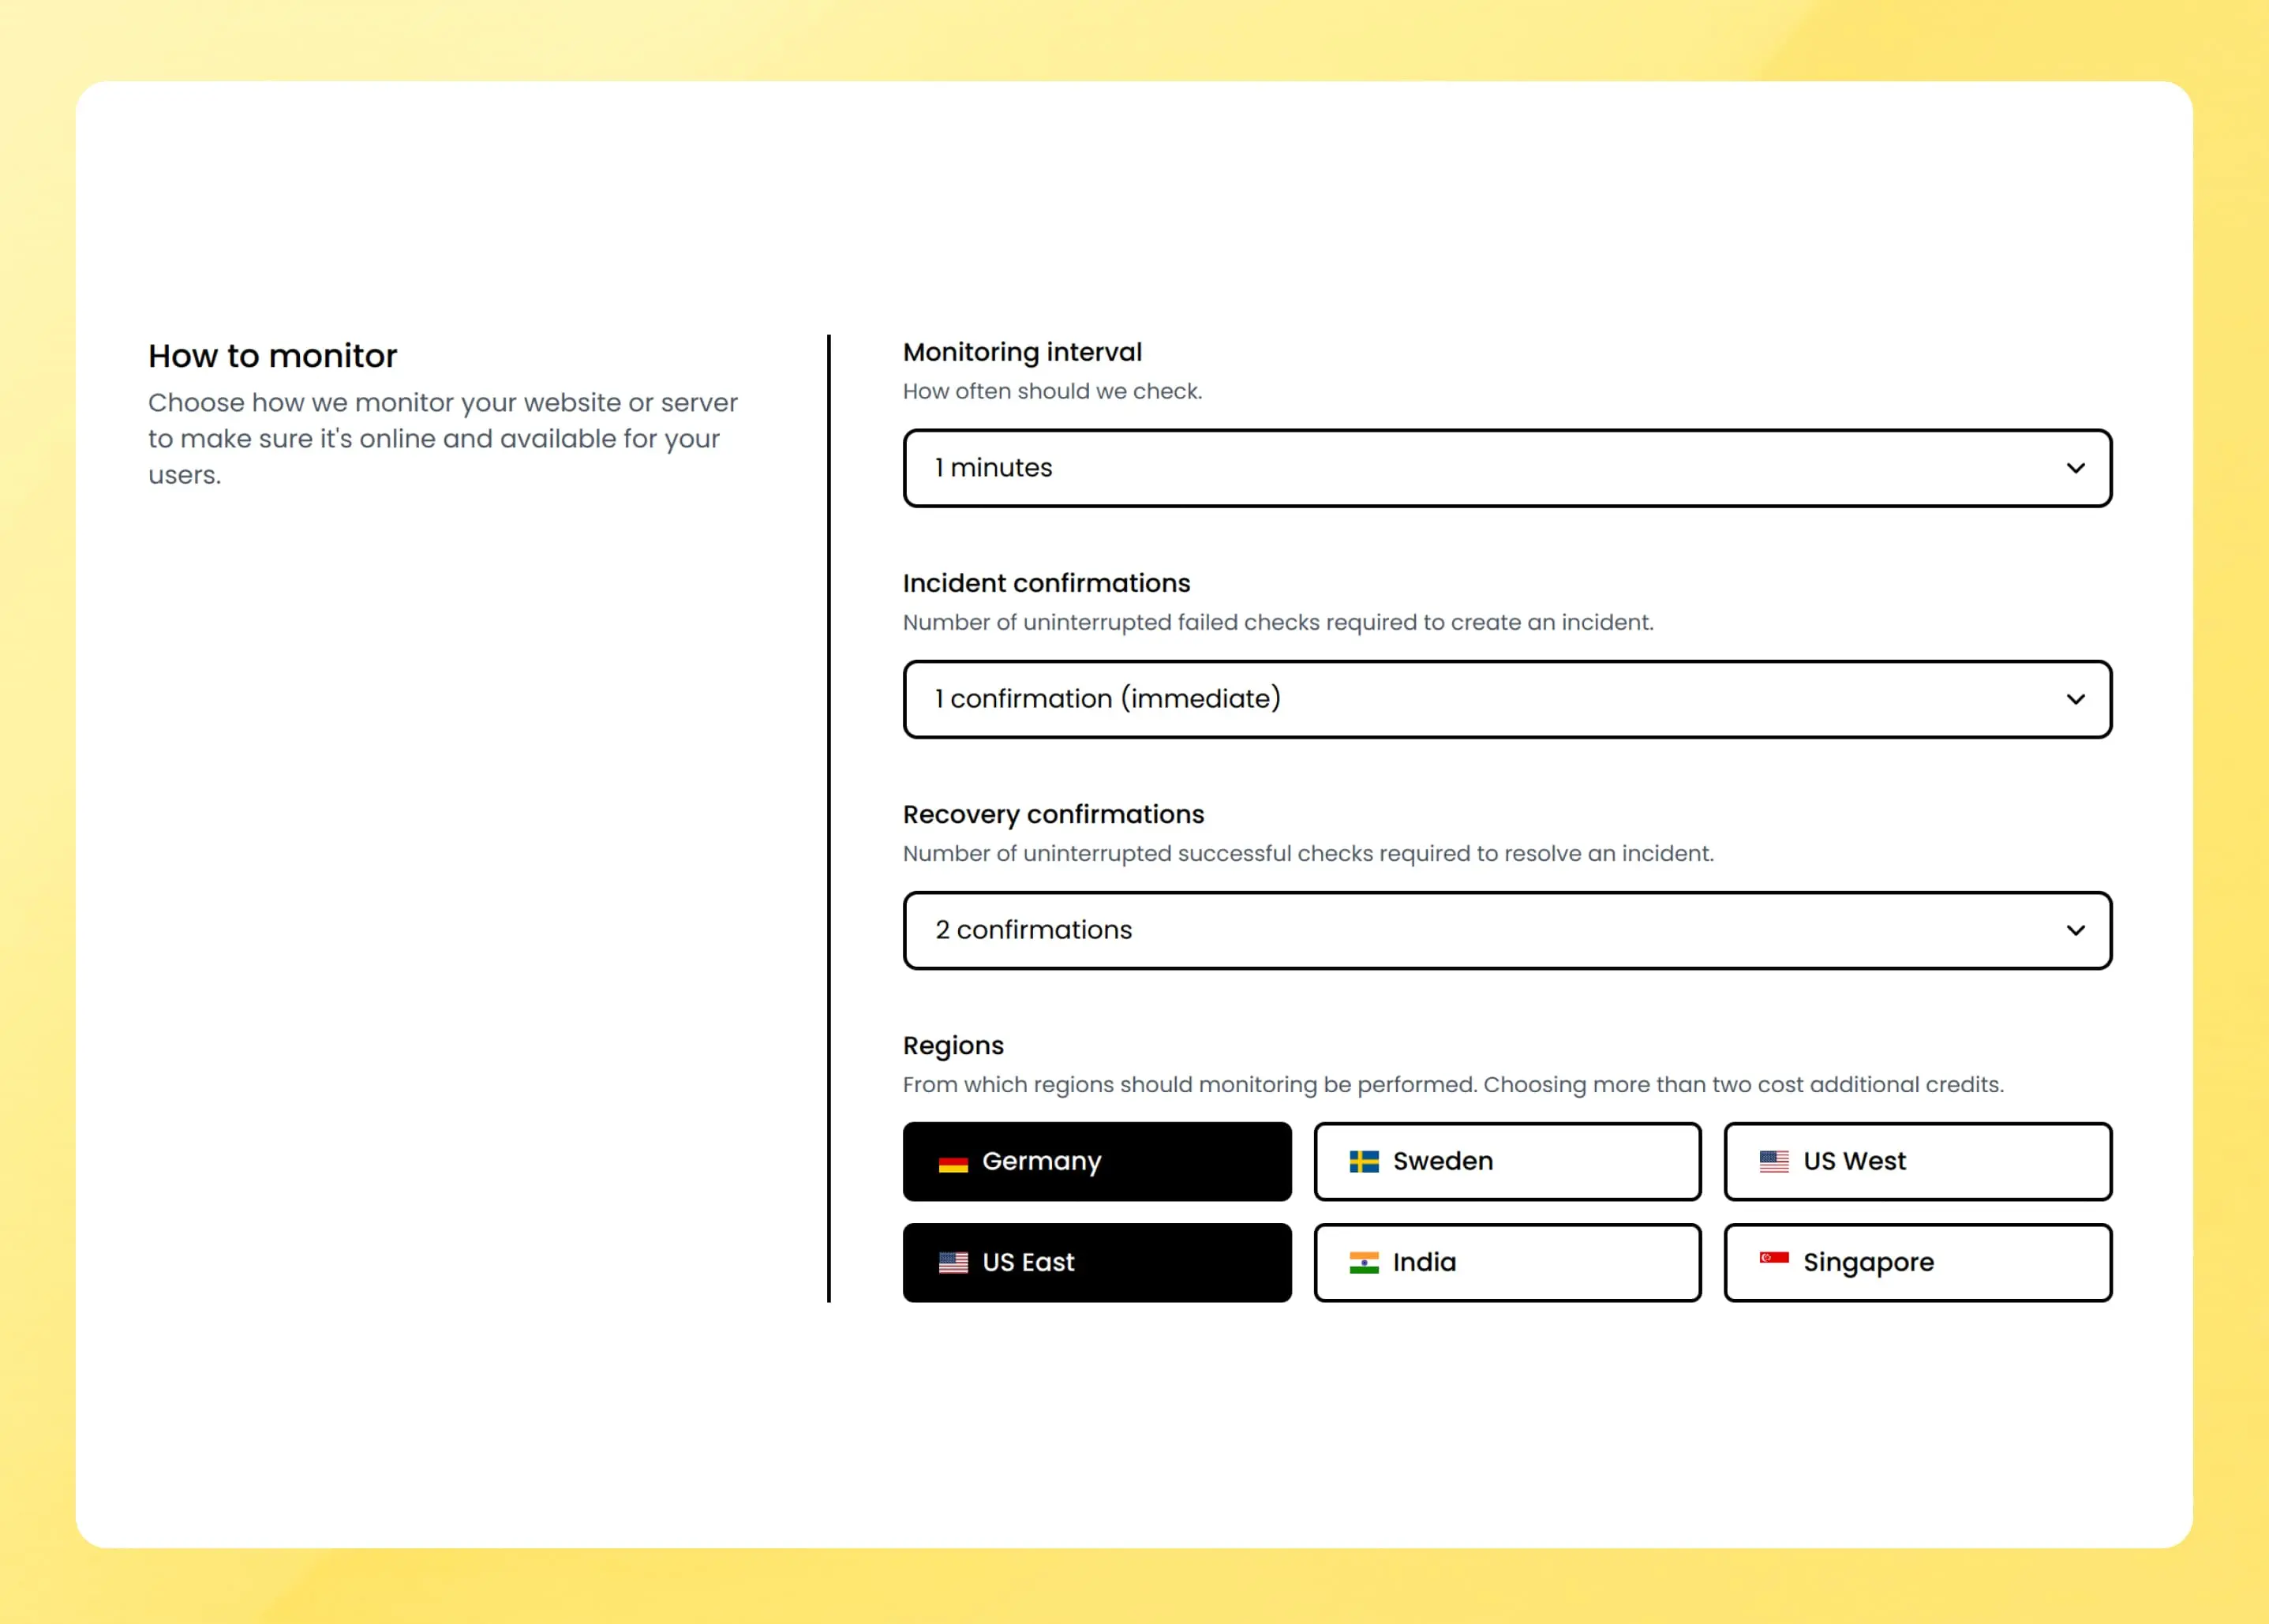 How to monitor
Choose how we monitor your website or server
to make sure it's online and available for your
users.
Monitoring interval
How often should we check.
1 minutes
Incident confirmations
Number of uninterrupted failed checks required to create an incident.
1 confirmation (immediate)
Recovery confirmations
Number of uninterrupted successful checks required to resolve an incident.
2 confirmations
Regions
From which regions should monitoring be performed. Choosing more than two cost additional credits.
Germany
Sweden
US West
US East
India
Singapore